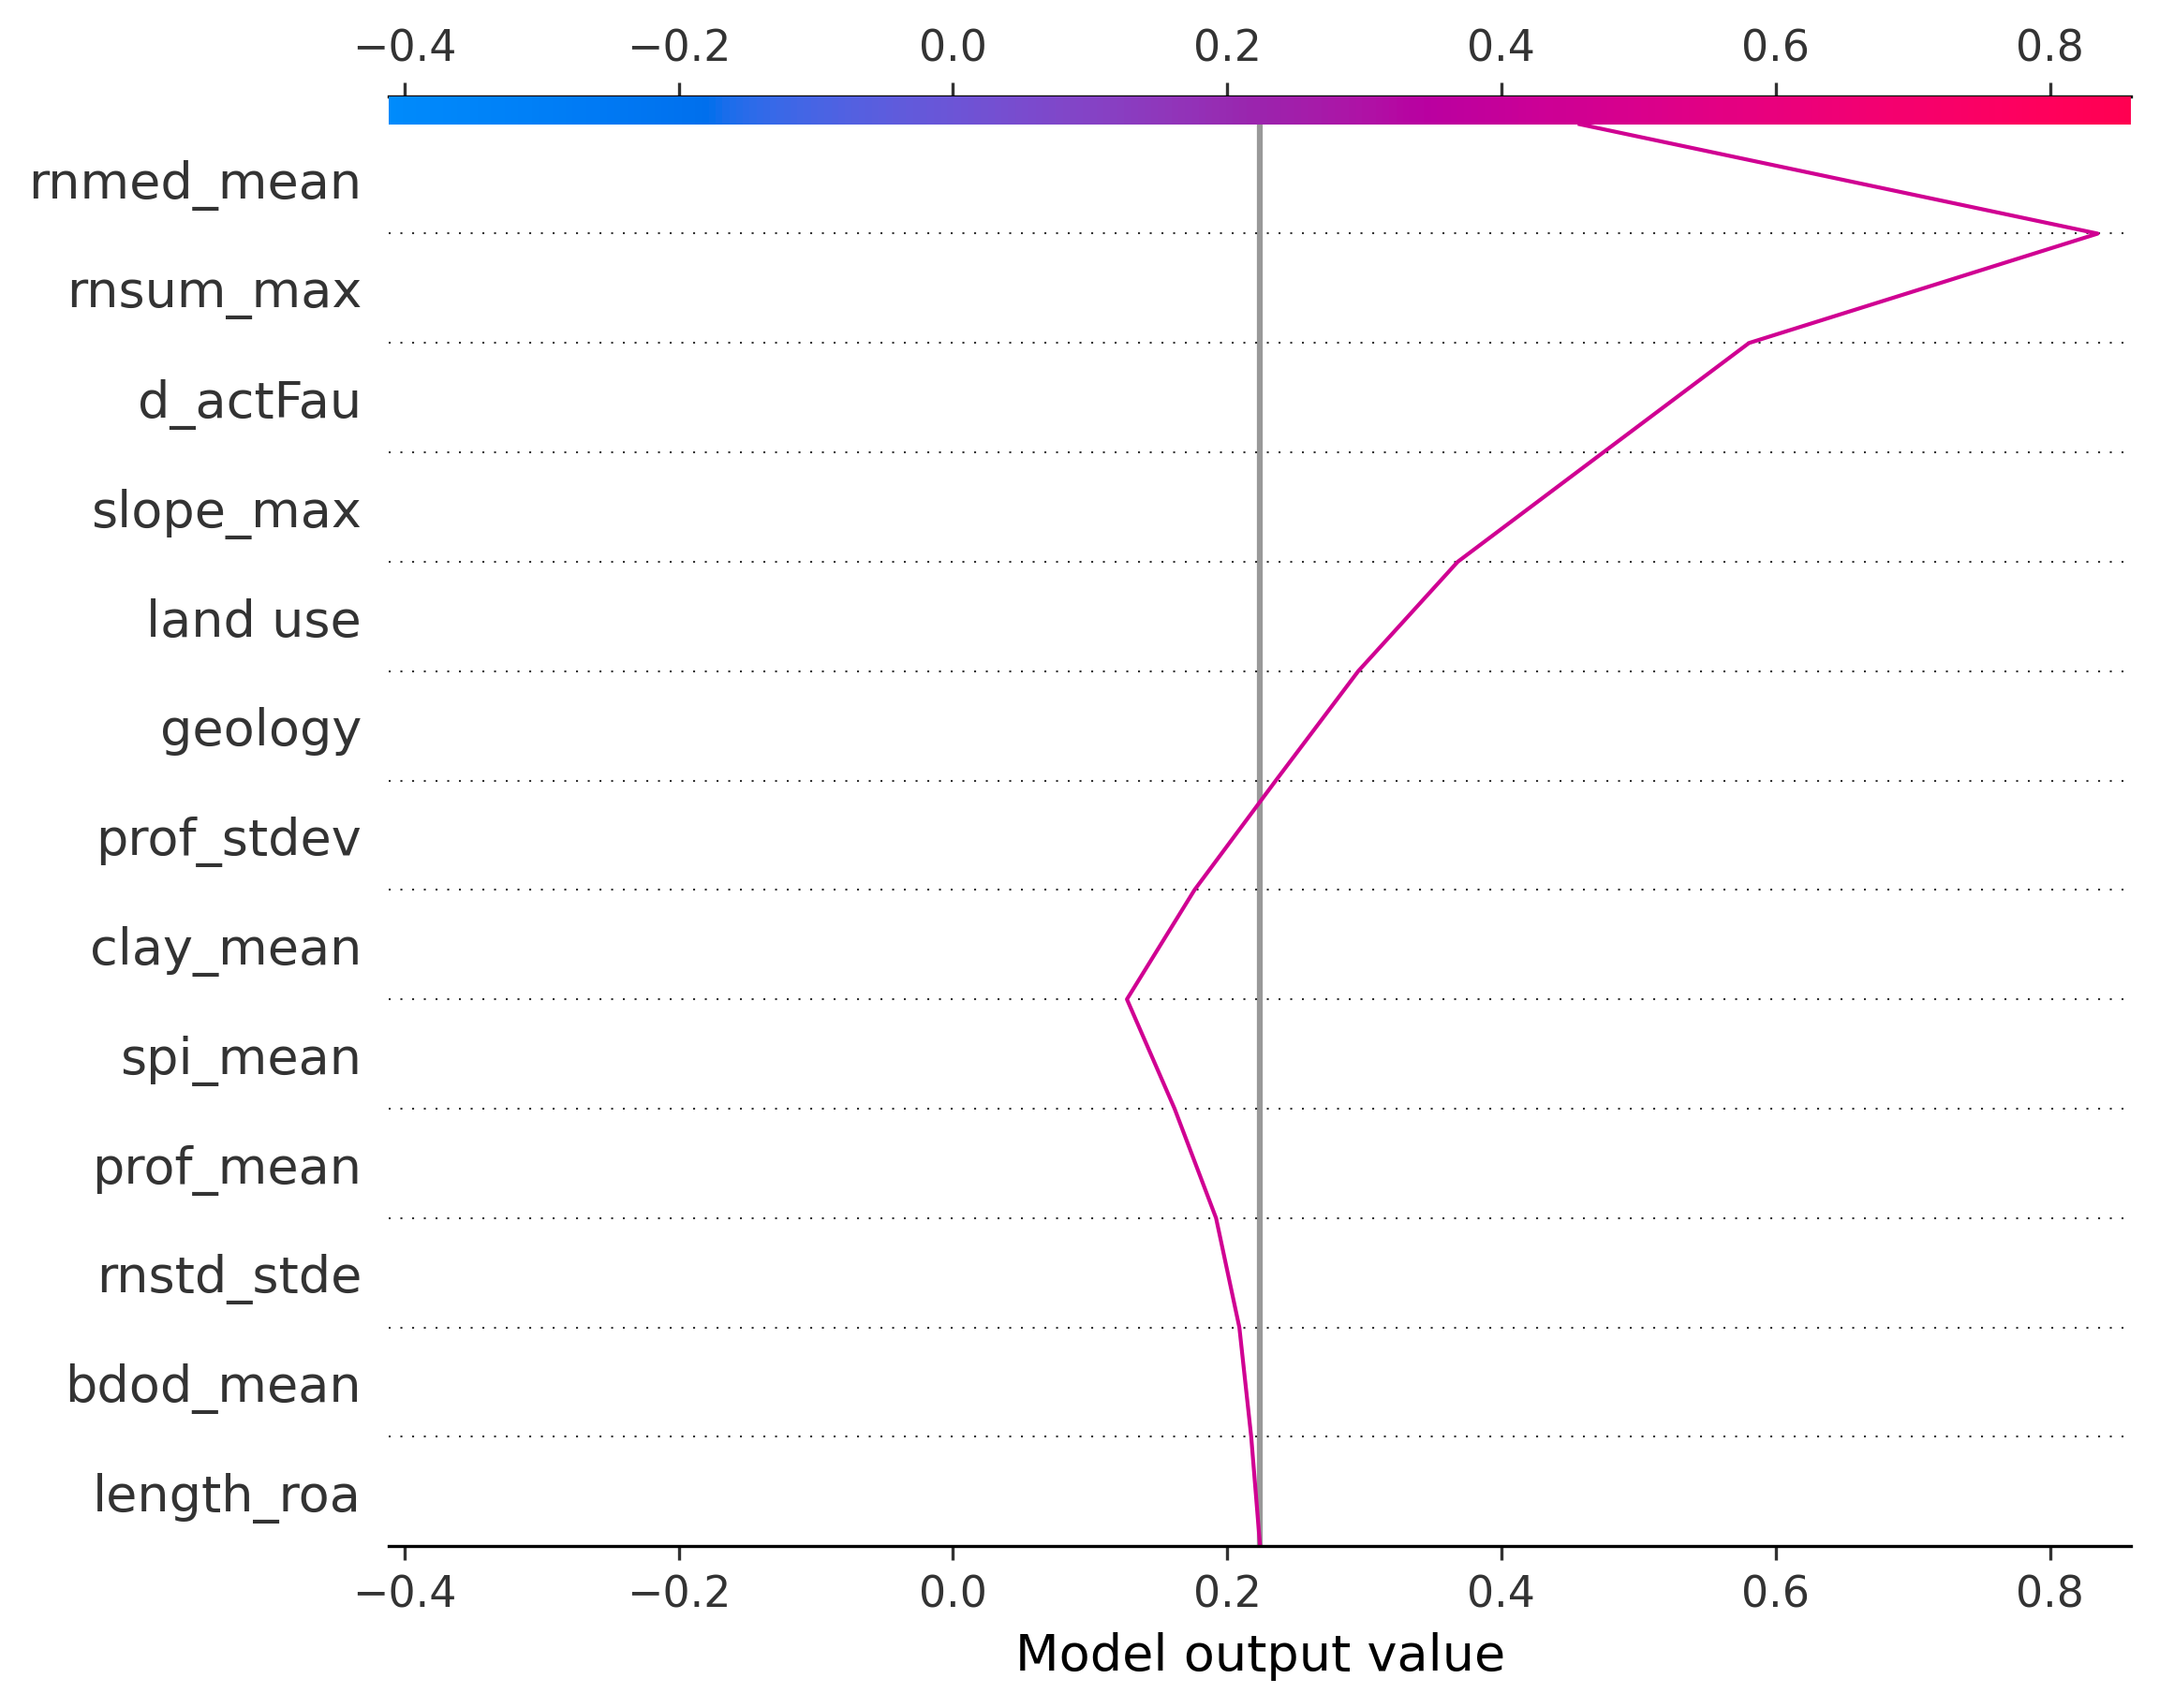 −0.4 −0.2 0.0 0.2 0.4 0.6 0.8
rnmed_mean
rnsum_max
d_actFau
slope_max
land use
geology
prof_stdev
clay_mean
spi_mean
prof_mean
rnstd_stde
bdod_mean
length_roa
−0.4 −0.2 0.0 0.2 0.4 0.6 0.8
Model output value